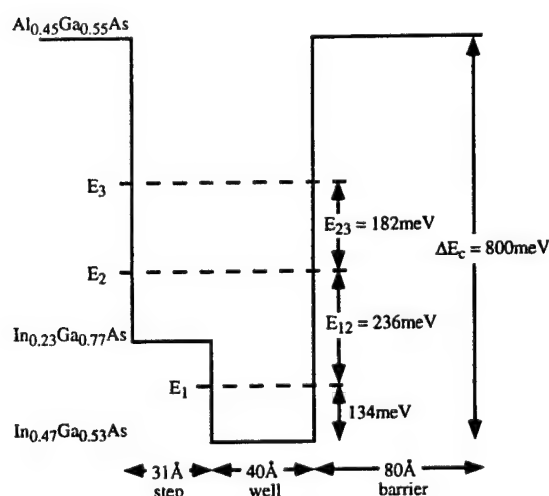 Al0.45Ga0.55As
E3
E23 = 182meV
ΔEc = 800meV
E2
E12 = 236meV
In0.23Ga0.77As
E1
134meV
In0.47Ga0.53As
31Å 40Å 80Å
step well barrier